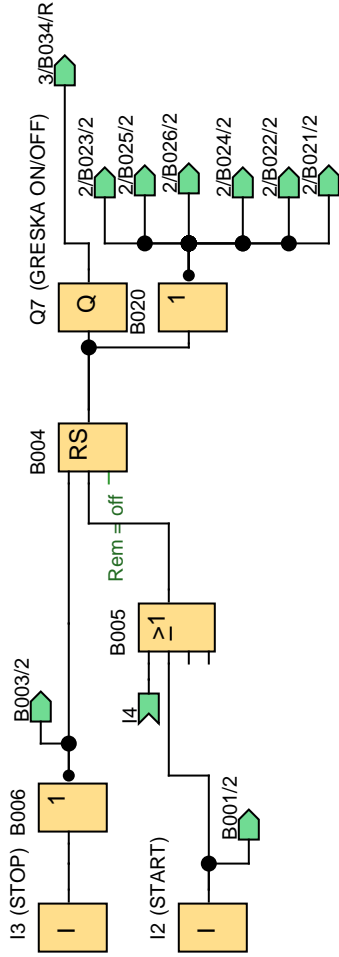 I3 (STOP)
I
B006
1
B003/2
B004
RS
Rem = off
Q7 (GRESKA ON/OFF)
Q
3/B034/R
B020
1
2/B023/2
2/B025/2
2/B026/2
2/B024/2
2/B022/2
2/B021/2
I4
B005
≥1
I2 (START)
I
B001/2